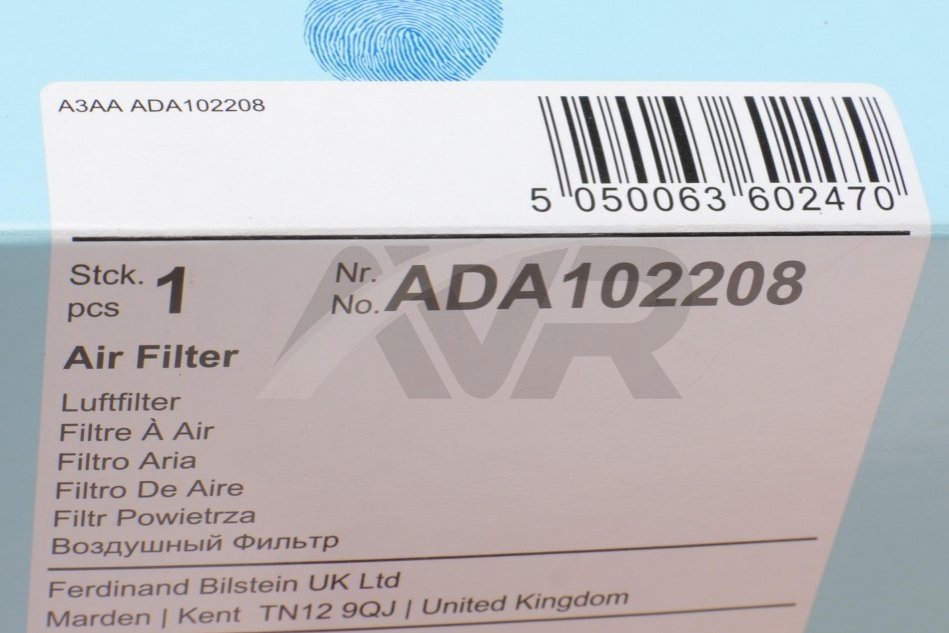 A3AA ADA102208
5 050063 602470
Stck. 1 Nr. ADA102208
pcs No.
AVR
Air Filter
Luftfilter
Filtre À Air
Filtro Aria
Filtro De Aire
Filtr Powietrza
Воздушный Фильтр
Ferdinand Bilstein UK Ltd
Marden | Kent TN12 9QJ | United Kingdom